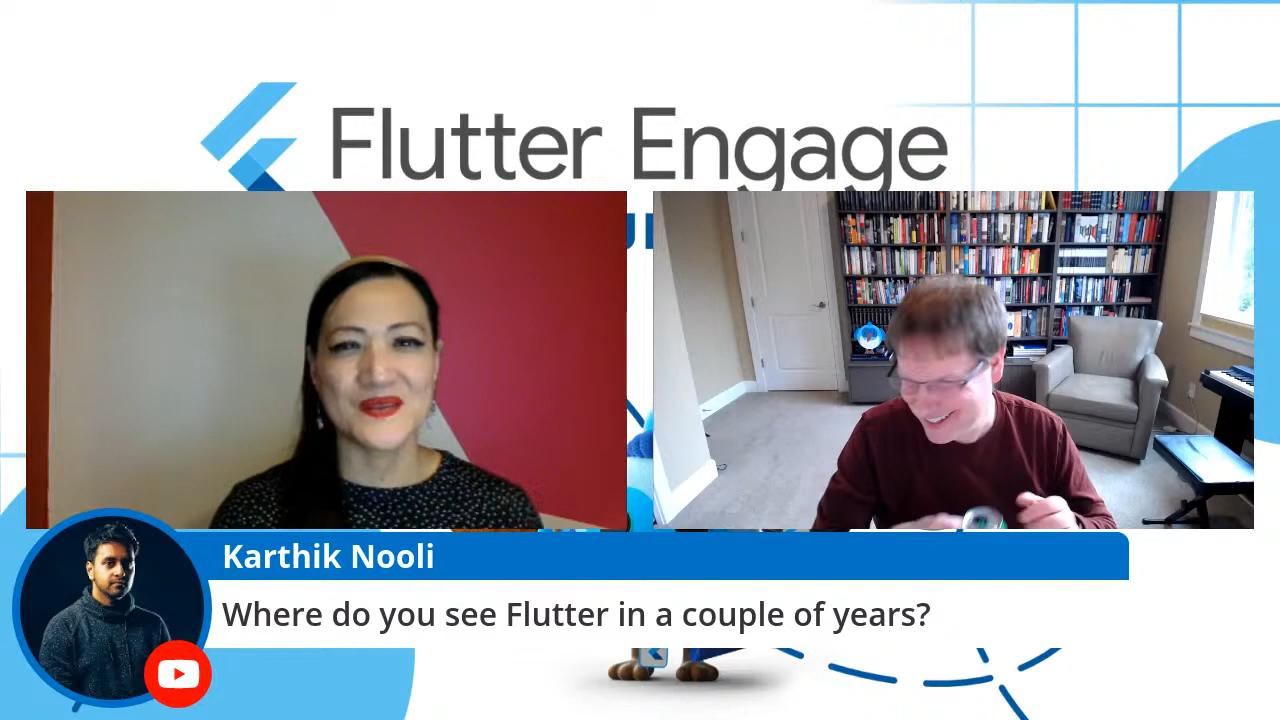 Flutter Engage
Karthik Nooli
Where do you see Flutter in a couple of years?